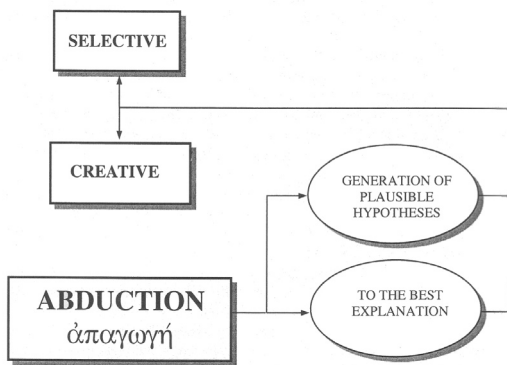 SELECTIVE
CREATIVE
GENERATION OF
PLAUSIBLE
HYPOTHESES
ABDUCTION
ἀπαγωγή
TO THE BEST
EXPLANATION